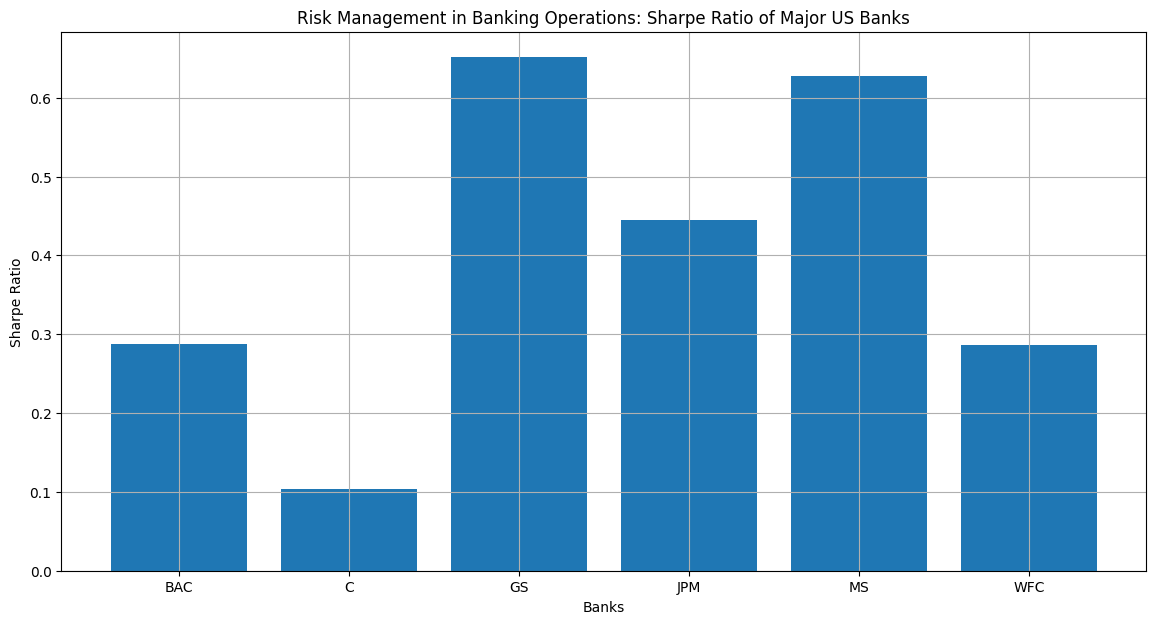 Risk Management in Banking Operations: Sharpe Ratio of Major US Banks
Sharpe Ratio
0.6
0.5
0.4
0.3
0.2
0.1
0.0
BAC C GS JPM MS WFC
Banks